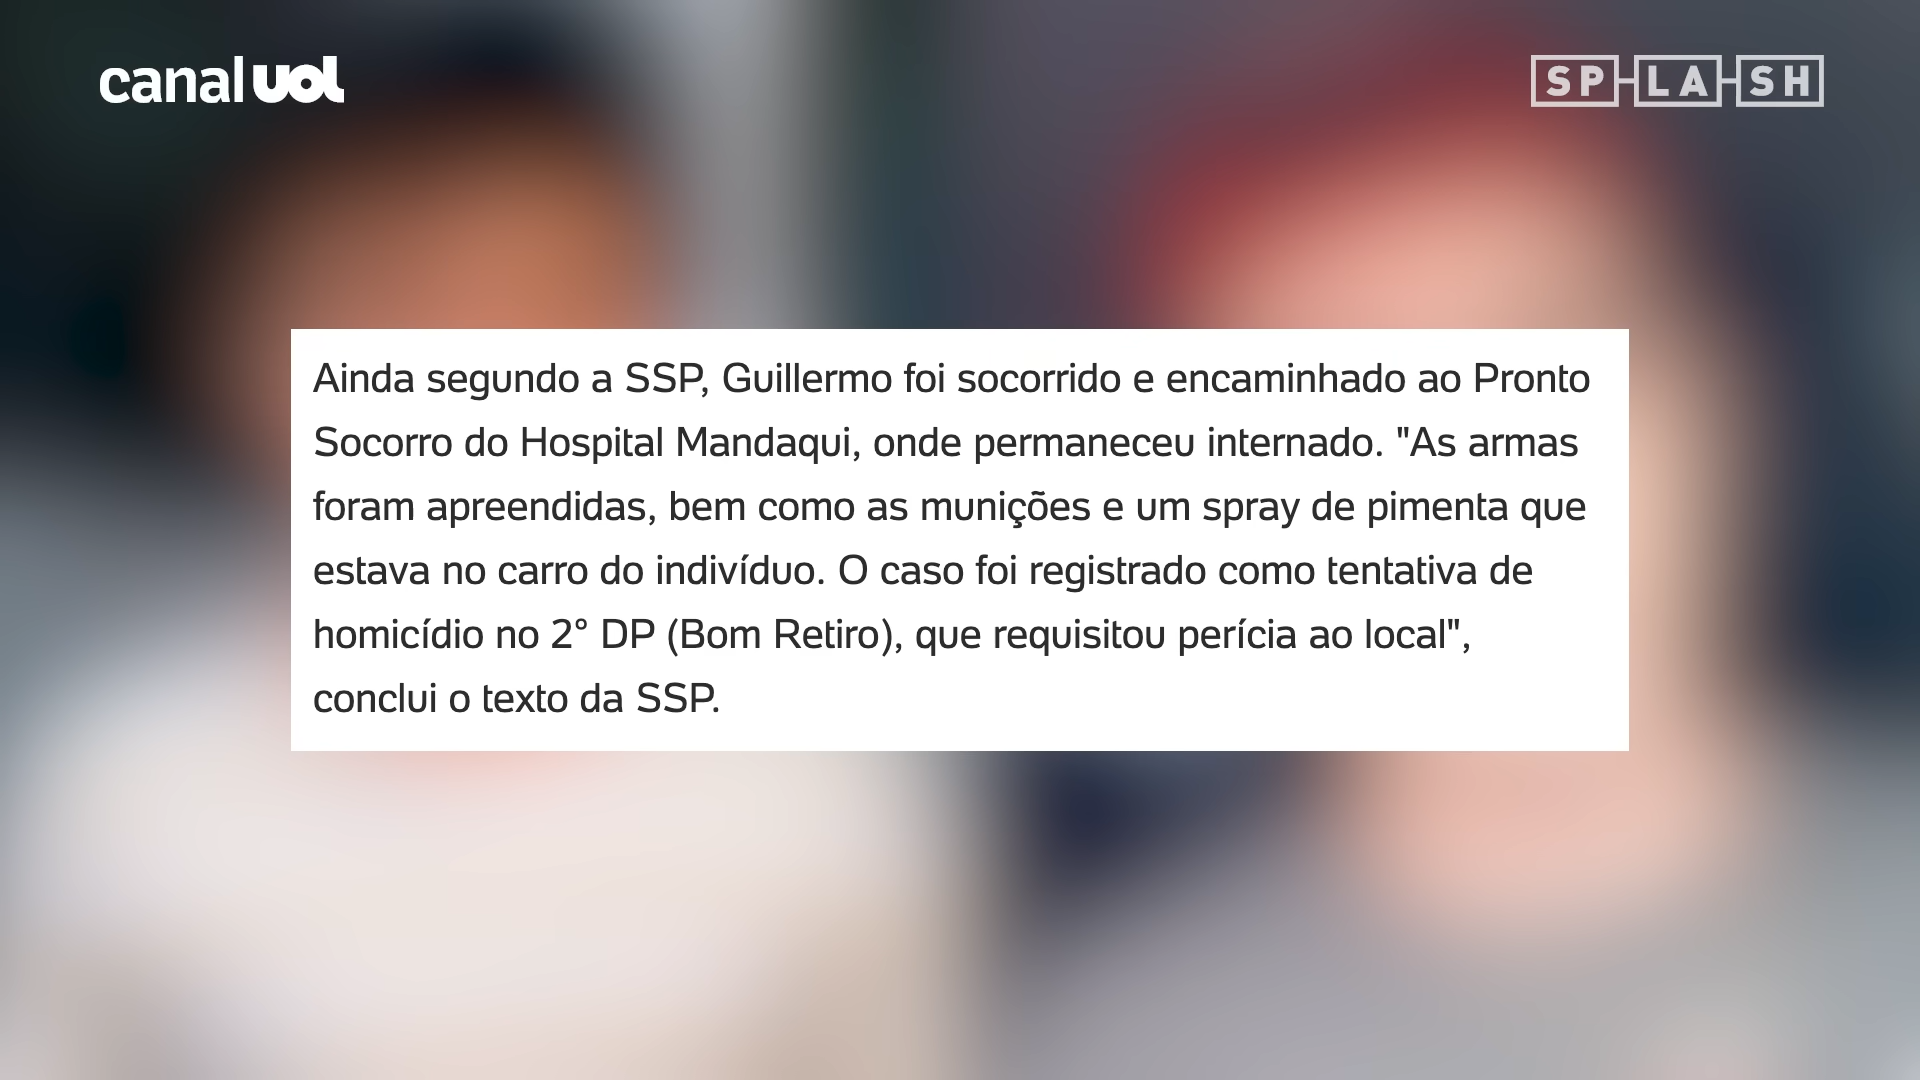 canal uol
SP LA SH
Ainda segundo a SSP, Guillermo foi socorrido e encaminhado ao Pronto
Socorro do Hospital Mandaqui, onde permaneceu internado. "As armas
foram apreendidas, bem como as munições e um spray de pimenta que
estava no carro do indivíduo. O caso foi registrado como tentativa de
homicídio no 2° DP (Bom Retiro), que requisitou perícia ao local",
conclui o texto da SSP.